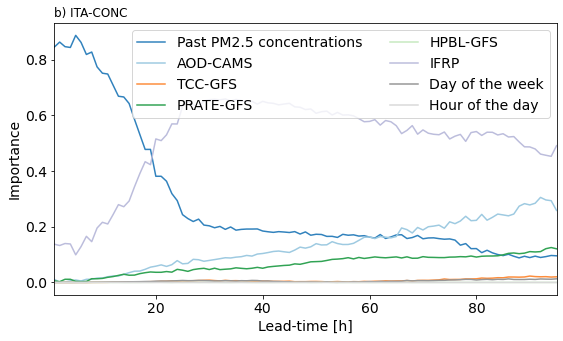 b) ITA-CONC
Past PM2.5 concentrations
AOD-CAMS
TCC-GFS
PRATE-GFS
HPBL-GFS
IFRP
Day of the week
Hour of the day
Importance
0.8
0.6
0.4
0.2
0.0
20
40
60
80
Lead-time [h]